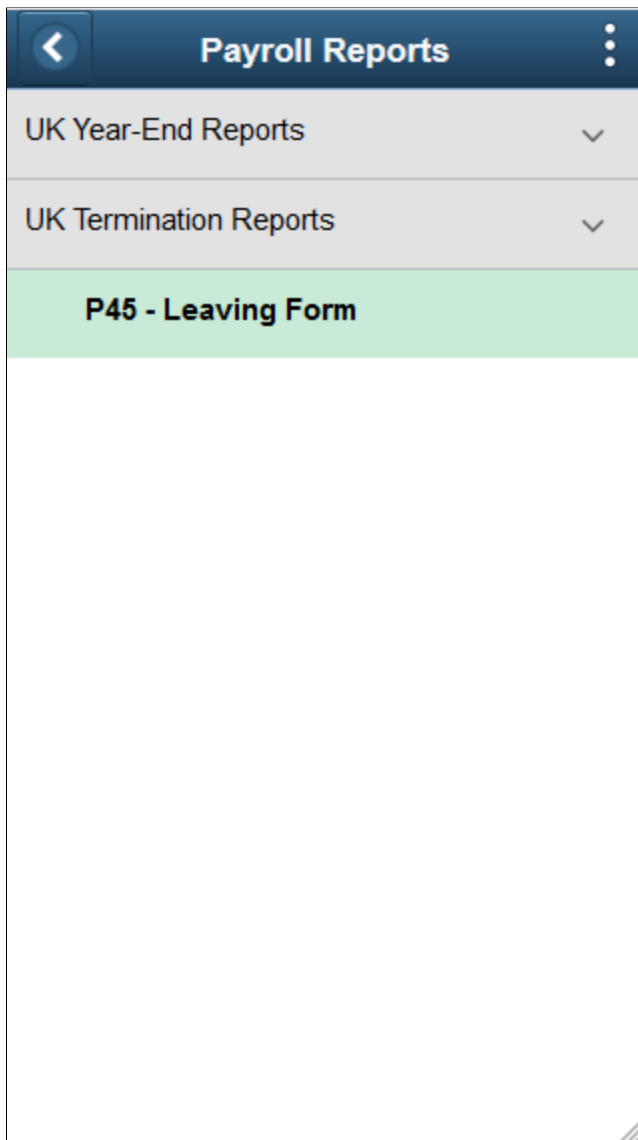 Payroll Reports
UK Year-End Reports
UK Termination Reports
P45 - Leaving Form